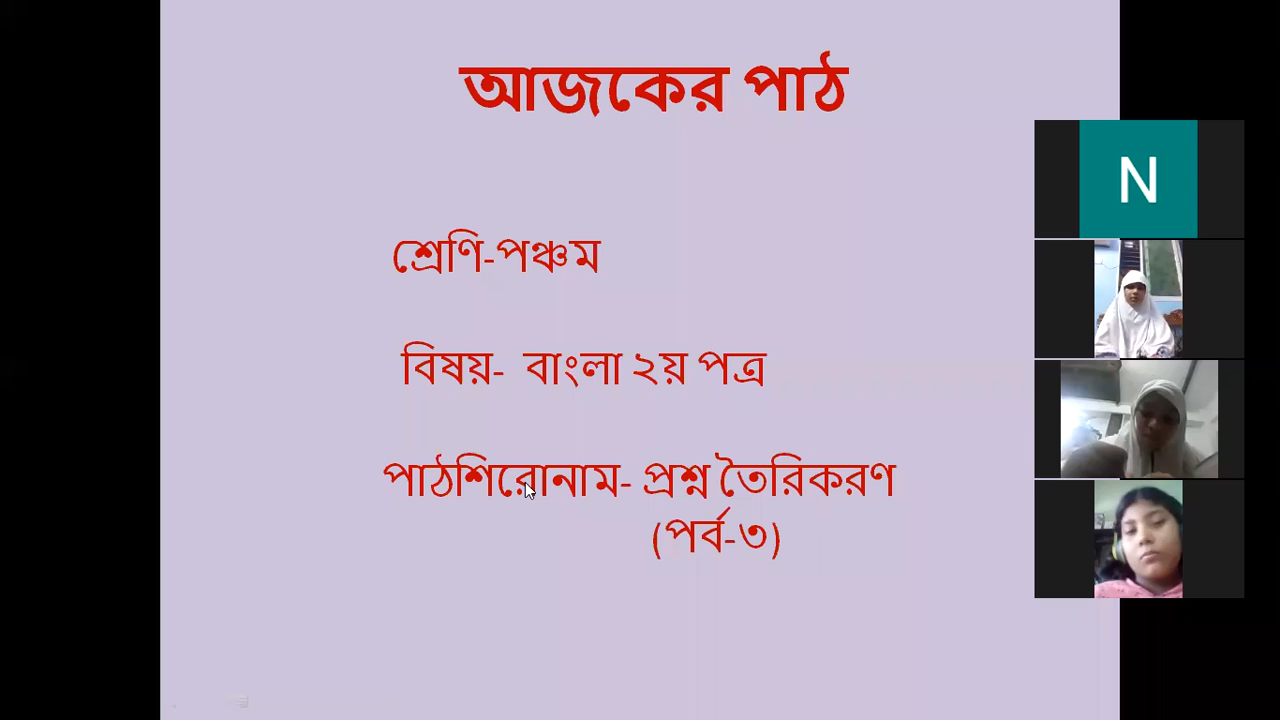 আজকের পাঠ
শ্রেণি-পঞ্চম
বিষয়- বাংলা ২য় পত্র
পাঠশিরোনাম- প্রশ্ন তৈরিকরণ
(পর্ব-৩)
N